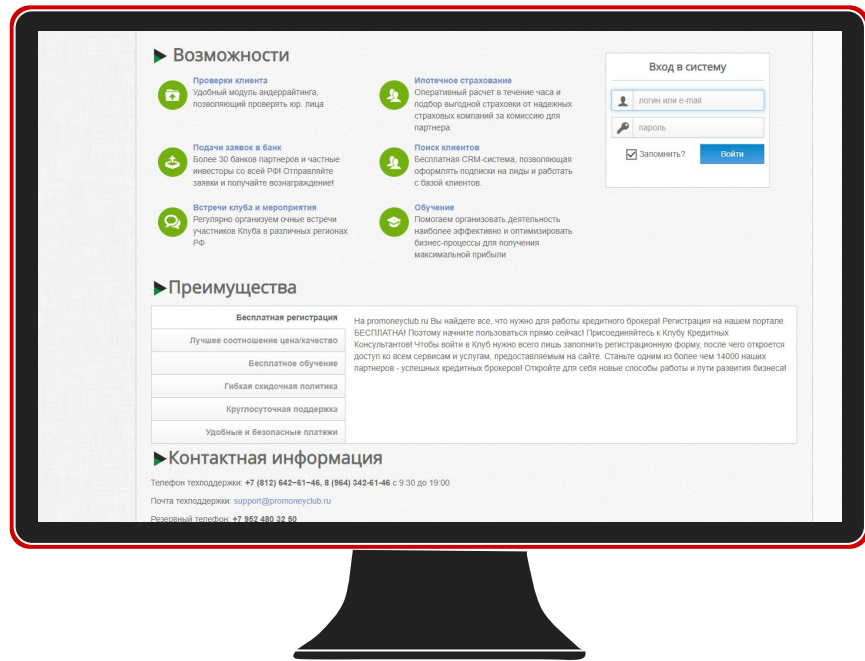 Возможности
Проверки клиента
Удобный модуль андеррайтинга,
позволяющий проверять юр. лица
Подачи заявок в банк
Более 30 банков партнеров и частные
инвесторы со всей РФ! Отправляйте
заявки и получайте вознаграждение!
Встречи клуба и мероприятия
Регулярно организуем очные встречи
участников Клуба в различных регионах
РФ
Ипотечное страхование
Оперативный расчет в течение часа и
подбор выгодной страховки от надежных
страховых компаний за комиссию для
партнера.
Поиск клиентов
Бесплатная CRM-система, позволяющая
оформлять подписки на лиды и работать
с базой клиентов.
Обучение
Помогаем организовать деятельность
наиболее эффективно и оптимизировать
бизнес-процессы для получения
максимальной прибыли
Вход в систему
логин или e-mail
пароль
Запомнить?
Войти
Преимущества
Бесплатная регистрация
Лучшее соотношение цена/качество
Бесплатное обучение
Гибкая скидочная политика
Круглосуточная поддержка
Удобные и безопасные платежи
На promoneyclub.ru Вы найдете все, что нужно для работы кредитного брокера! Регистрация на нашем портале
БЕСПЛАТНА! Поэтому начните пользоваться прямо сейчас! Присоединяйтесь к Клубу Кредитных
Консультантов! Чтобы войти в Клуб нужно всего лишь заполнить регистрационную форму, после чего откроется
доступ ко всем сервисам и услугам, предоставляемым на сайте. Станьте одним из более чем 14000 наших
партнеров - успешных кредитных брокеров! Откройте для себя новые способы работы и пути развития бизнеса!
Контактная информация
Телефон техподдержки: +7 (812) 642−61−46, 8 (964) 342-61-46 с 9:30 до 19:00
Почта техподдержки: support@promoneyclub.ru
Резервный телефон: +7 952 480 32 50